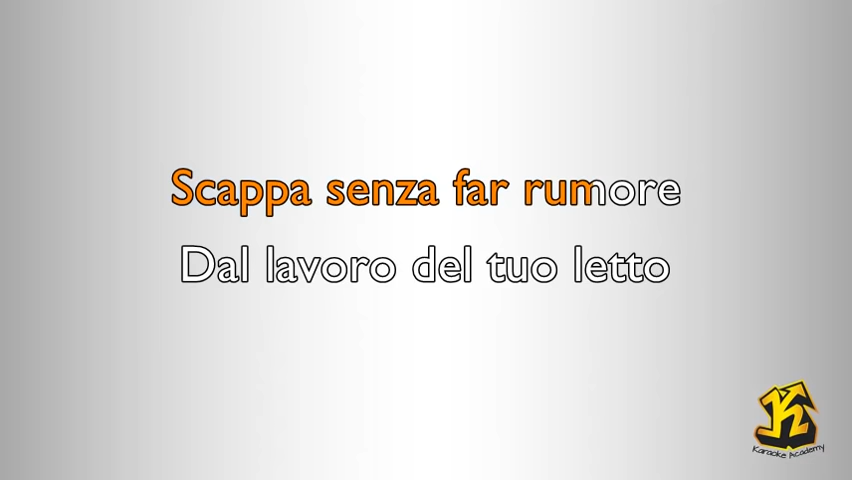 Scappa senza far rumore
Dal lavoro del tuo letto
K
Karaoke Academy